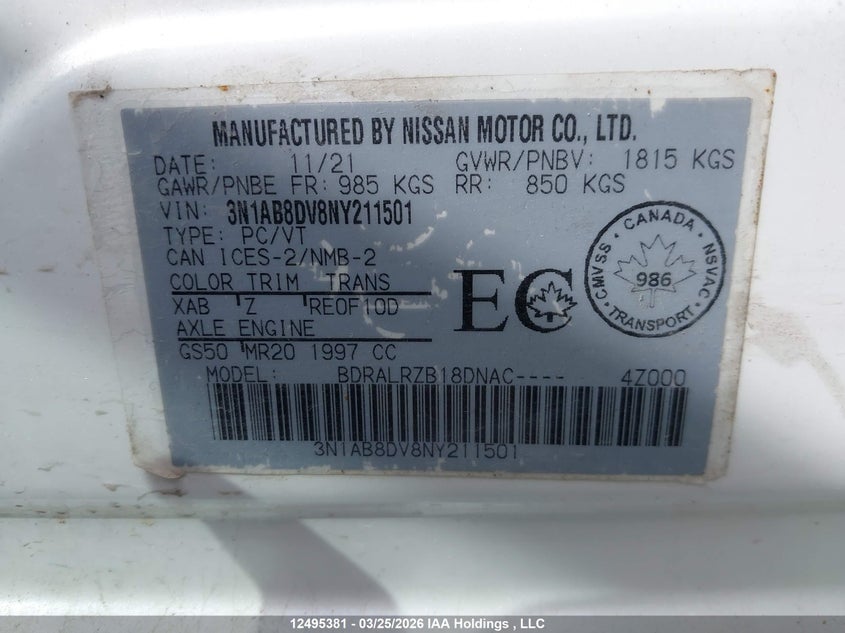 MANUFACTURED BY NISSAN MOTOR CO., LTD.
DATE: 11/21 GVWR/PNBV: 1815 KGS
GAWR/PNBE FR: 985 KGS RR: 850 KGS
VIN: 3N1AB8DV8NY211501
TYPE: PC/VT
CAN ICES-2/NMB-2
COLOR TRIM TRANS
XAB Z RE0F10D
AXLE ENGINE
GS50 MR20 1997 CC
EC
CANADA
CMVSS 986 NSVAC
TRANSPORT
MODEL: BDRALRZB18DNAC---- 4Z000
3N1AB8DV8NY211501
12495381 - 03/25/2026 IAA Holdings , LLC